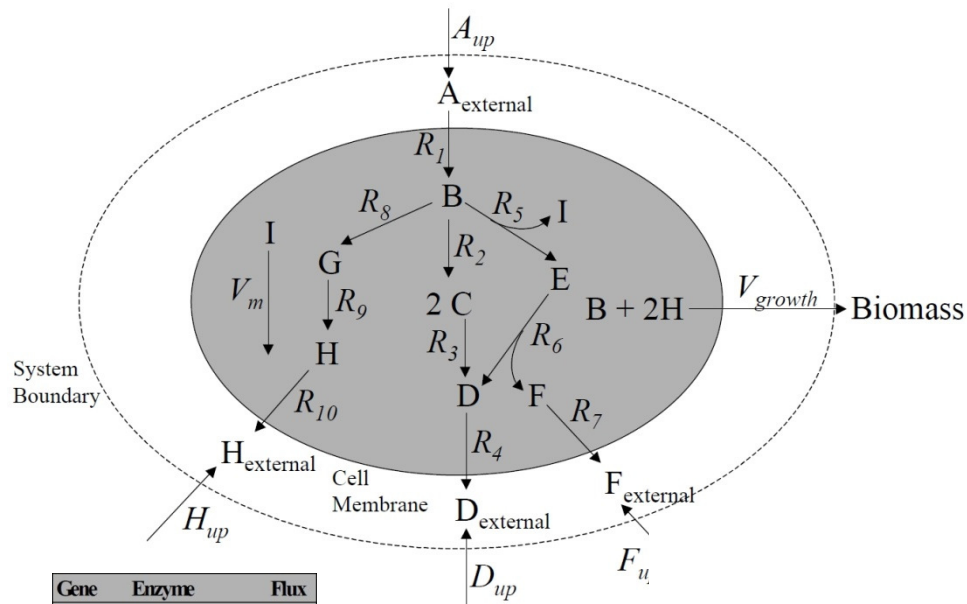 A_up
A_external
R_1
B
R_8
R_5
I
I
G
R_2
E
V_m
R_9
2 C
B + 2H
V_growth
Biomass
R_3
R_6
H
System
Boundary
D
F
R_10
R_4
R_7
H_external
Cell
Membrane
F_external
D_external
H_up
D_up
F_u
Gene Enzyme Flux